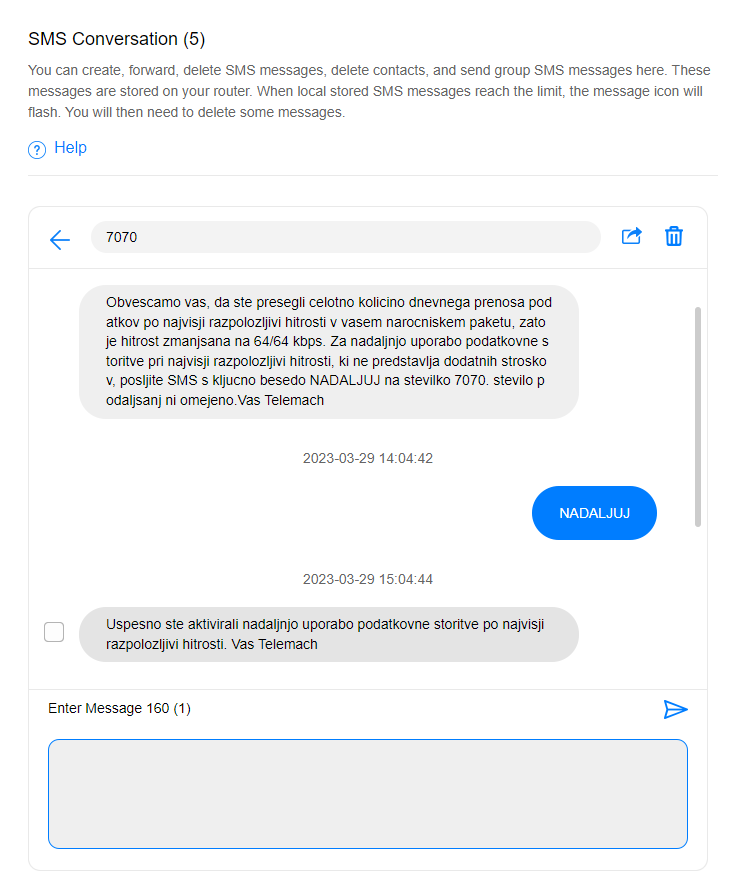 SMS Conversation (5)
You can create, forward, delete SMS messages, delete contacts, and send group SMS messages here. These
messages are stored on your router. When local stored SMS messages reach the limit, the message icon will
flash. You will then need to delete some messages.
? Help
7070
Obvescamo vas, da ste presegli celotno kolicino dnevnega prenosa pod
atkov po najvisji razpolozljivi hitrosti v vasem narocniskem paketu, zato
je hitrost zmanjsana na 64/64 kbps. Za nadaljnjo uporabo podatkovne s
toritve pri najvisji razpolozljivi hitrosti, ki ne predstavlja dodatnih strosko
v, posljite SMS s kljucno besedo NADALJUJ na stevilko 7070. stevilo p
odaljsanj ni omejeno.Vas Telemach
2023-03-29 14:04:42
NADALJUJ
2023-03-29 15:04:44
Uspesno ste aktivirali nadaljnjo uporabo podatkovne storitve po najvisji
razpolozljivi hitrosti. Vas Telemach
Enter Message 160 (1)